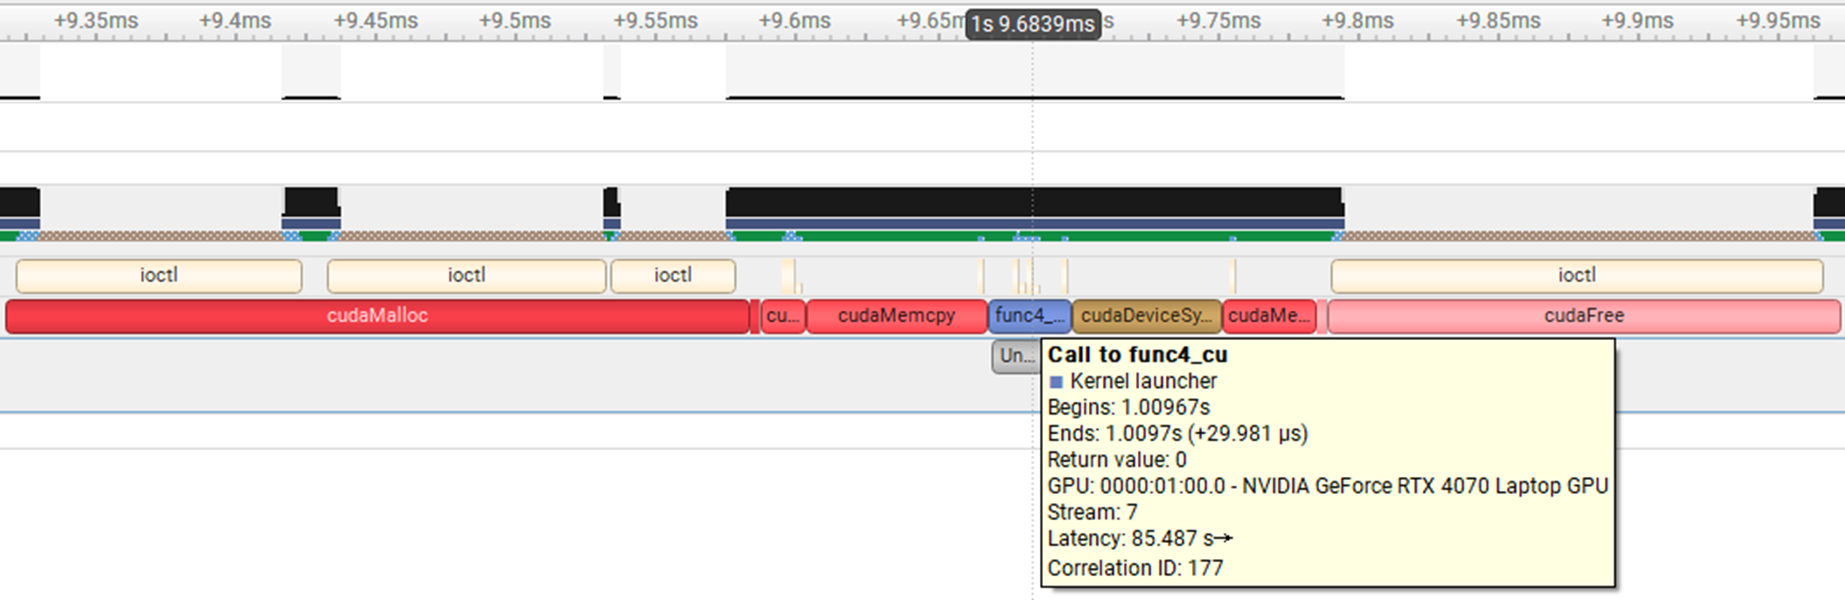 +9.35ms +9.4ms +9.45ms +9.5ms +9.55ms +9.6ms +9.65m 1s 9.6839ms s +9.75ms +9.8ms +9.85ms +9.9ms +9.95ms
ioctl ioctl ioctl ioctl
cudaMalloc cu... cudaMemcpy func4_... cudaDeviceSy... cudaMe... cudaFree
Un...
Call to func4_cu
Kernel launcher
Begins: 1.00967s
Ends: 1.0097s (+29.981 μs)
Return value: 0
GPU: 0000:01:00.0 - NVIDIA GeForce RTX 4070 Laptop GPU
Stream: 7
Latency: 85.487 s→
Correlation ID: 177